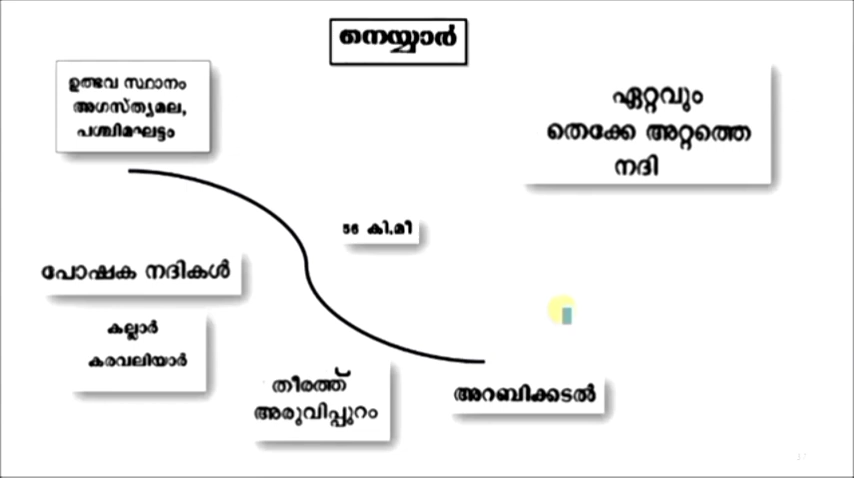 നെയ്യാർ
ഉത്ഭവ സ്ഥാനം
അഗസ്ത്യമല,
പശ്ചിമഘട്ടം
ഏറ്റവും
തെക്കേ അറ്റത്തെ
നദി
56 കി.മീ
പോഷക നദികൾ
കല്ലാർ
കരവലിയാർ
തീരത്ത്
അരുവിപ്പുറം
അറബിക്കടൽ